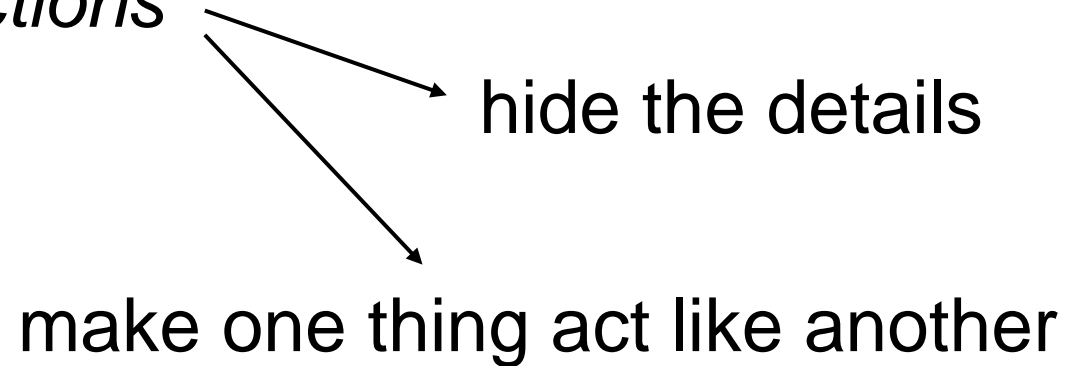 ctions
hide the details
make one thing act like another